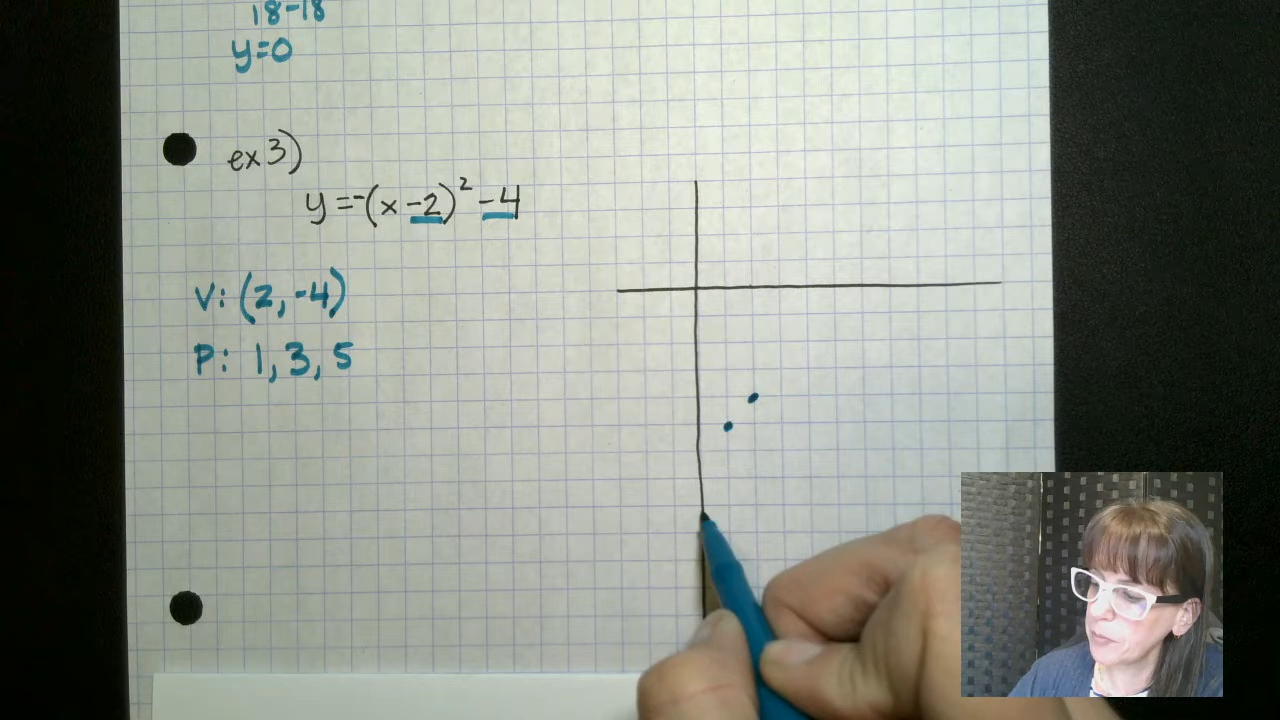 18-18
y=0
ex 3)
y=-(x-2)² -4
V: (2,-4)
P: 1, 3, 5